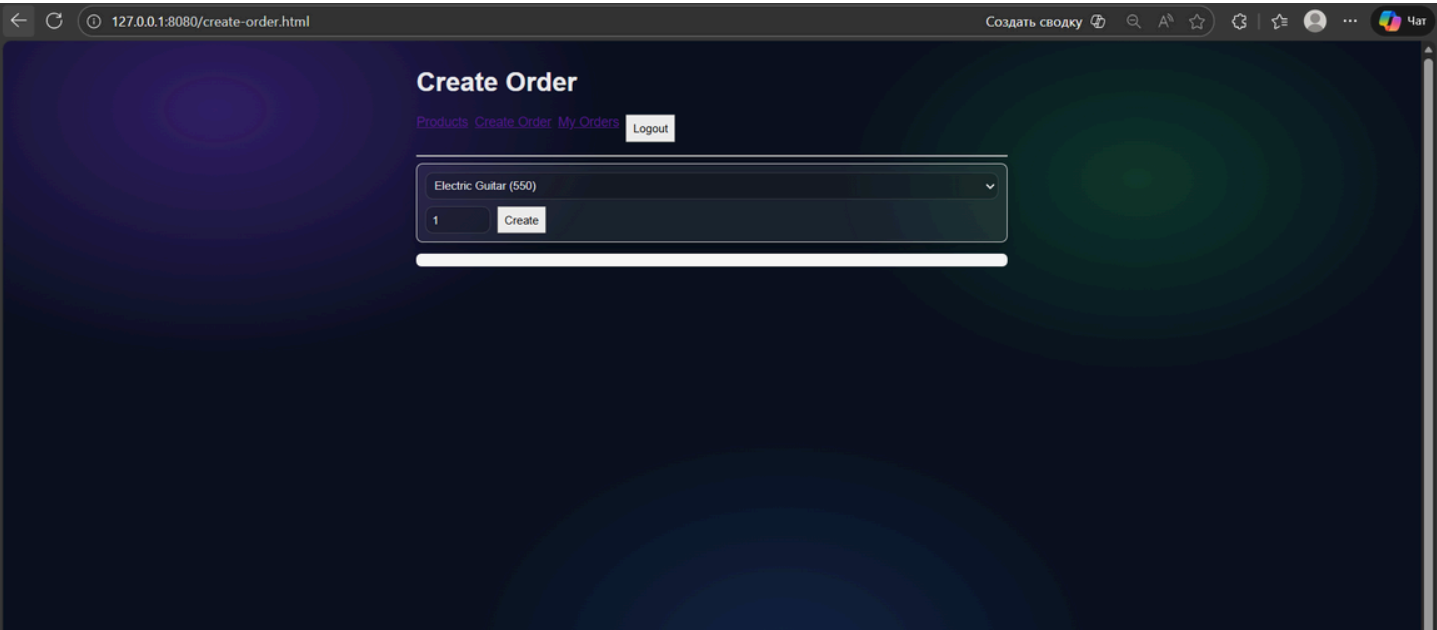 127.0.0.1:8080/create-order.html Создать сводку A Чат
Create Order
Products Create Order My Orders Logout
Electric Guitar (550)
1 Create